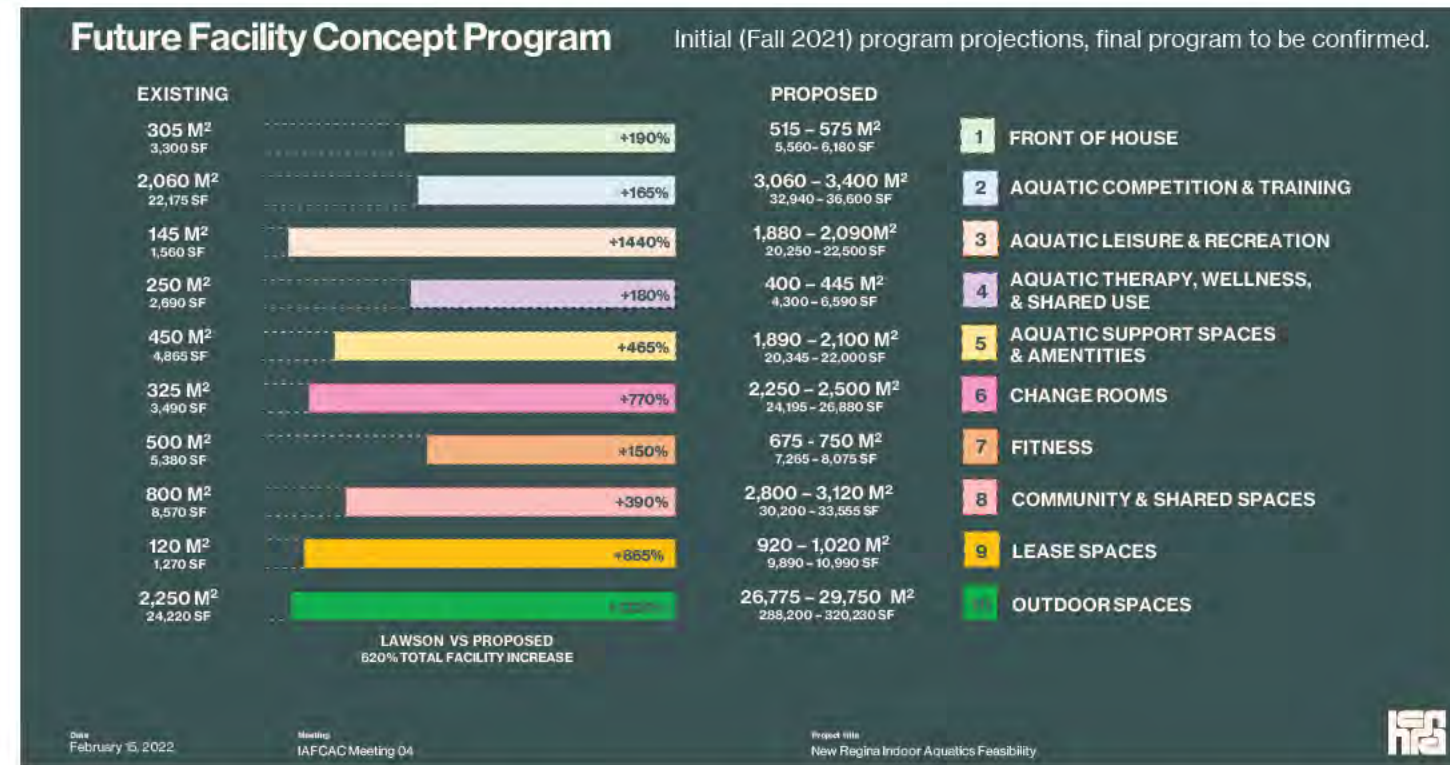 Future Facility Concept Program
Initial (Fall 2021) program projections, final program to be confirmed.
EXISTING
PROPOSED
305 M²
3,300 SF
+190%
515 – 575 M²
5,560– 6,180 SF
1
FRONT OF HOUSE
2,060 M²
22,175 SF
+165%
3,060 – 3,400 M²
32,940 – 36,600 SF
2
AQUATIC COMPETITION & TRAINING
145 M²
1,560 SF
+1440%
1,880 – 2,090M²
20,250 – 22,500 SF
3
AQUATIC LEISURE & RECREATION
250 M²
2,690 SF
+180%
400 – 445 M²
4,300 – 6,590 SF
4
AQUATIC THERAPY, WELLNESS,
& SHARED USE
450 M²
4,865 SF
+465%
1,890 – 2,100 M²
20,345 – 22,000 SF
5
AQUATIC SUPPORT SPACES
& AMENTITIES
325 M²
3,490 SF
+770%
2,250 – 2,500 M²
24,195 – 26,880 SF
6
CHANGE ROOMS
500 M²
5,380 SF
+150%
675 - 750 M²
7,265 – 8,075 SF
7
FITNESS
800 M²
8,570 SF
+390%
2,800 – 3,120 M²
30,200 – 33,555 SF
8
COMMUNITY & SHARED SPACES
120 M²
1,270 SF
+865%
920 – 1,020 M²
9,890 – 10,990 SF
9
LEASE SPACES
2,250 M²
24,220 SF
26,775 – 29,750 M²
288,200 – 320,230 SF
10
OUTDOOR SPACES
LAWSON VS PROPOSED
620% TOTAL FACILITY INCREASE
Date
February 15, 2022
Meeting
IAFCAC Meeting 04
Project title
New Regina Indoor Aquatics Feasibility